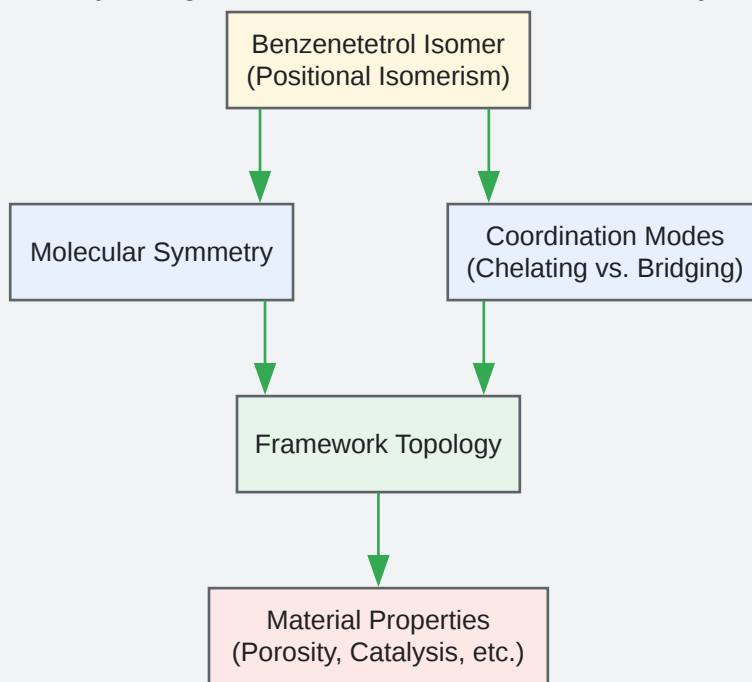 Benzenetetrol Isomer
(Positional Isomerism)
Molecular Symmetry
Coordination Modes
(Chelating vs. Bridging)
Framework Topology
Material Properties
(Porosity, Catalysis, etc.)